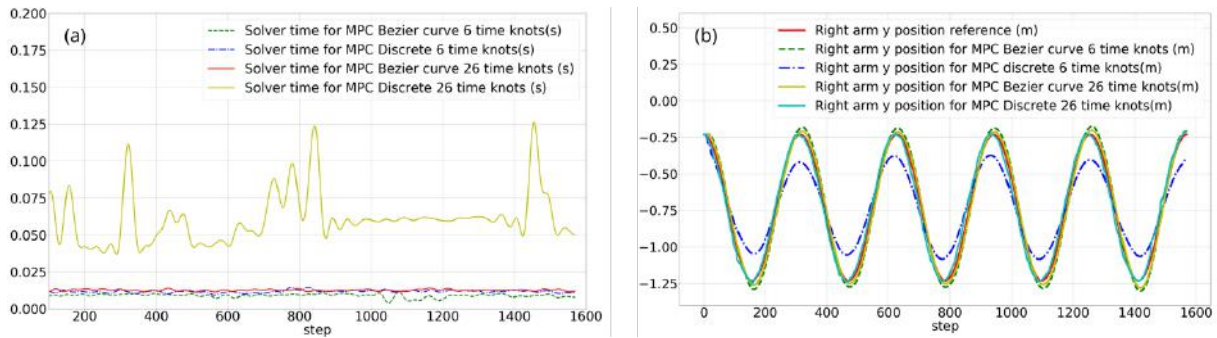 (a)
Solver time for MPC Bezier curve 6 time knots(s)
Solver time for MPC Discrete 6 time knots(s)
Solver time for MPC Bezier curve 26 time knots (s)
Solver time for MPC Discrete 26 time knots (s)
0.200
0.175
0.150
0.125
0.100
0.075
0.050
0.025
0.000
200 400 600 800 1000 1200 1400 1600
step
(b)
Right arm y position reference (m)
Right arm y position for MPC Bezier curve 6 time knots (m)
Right arm y position for MPC discrete 6 time knots(m)
Right arm y position for MPC Bezier curve 26 time knots(m)
Right arm y position for MPC Discrete 26 time knots(m)
0.50
0.25
0.00
−0.25
−0.50
−0.75
−1.00
−1.25
0 200 400 600 800 1000 1200 1400 1600
step